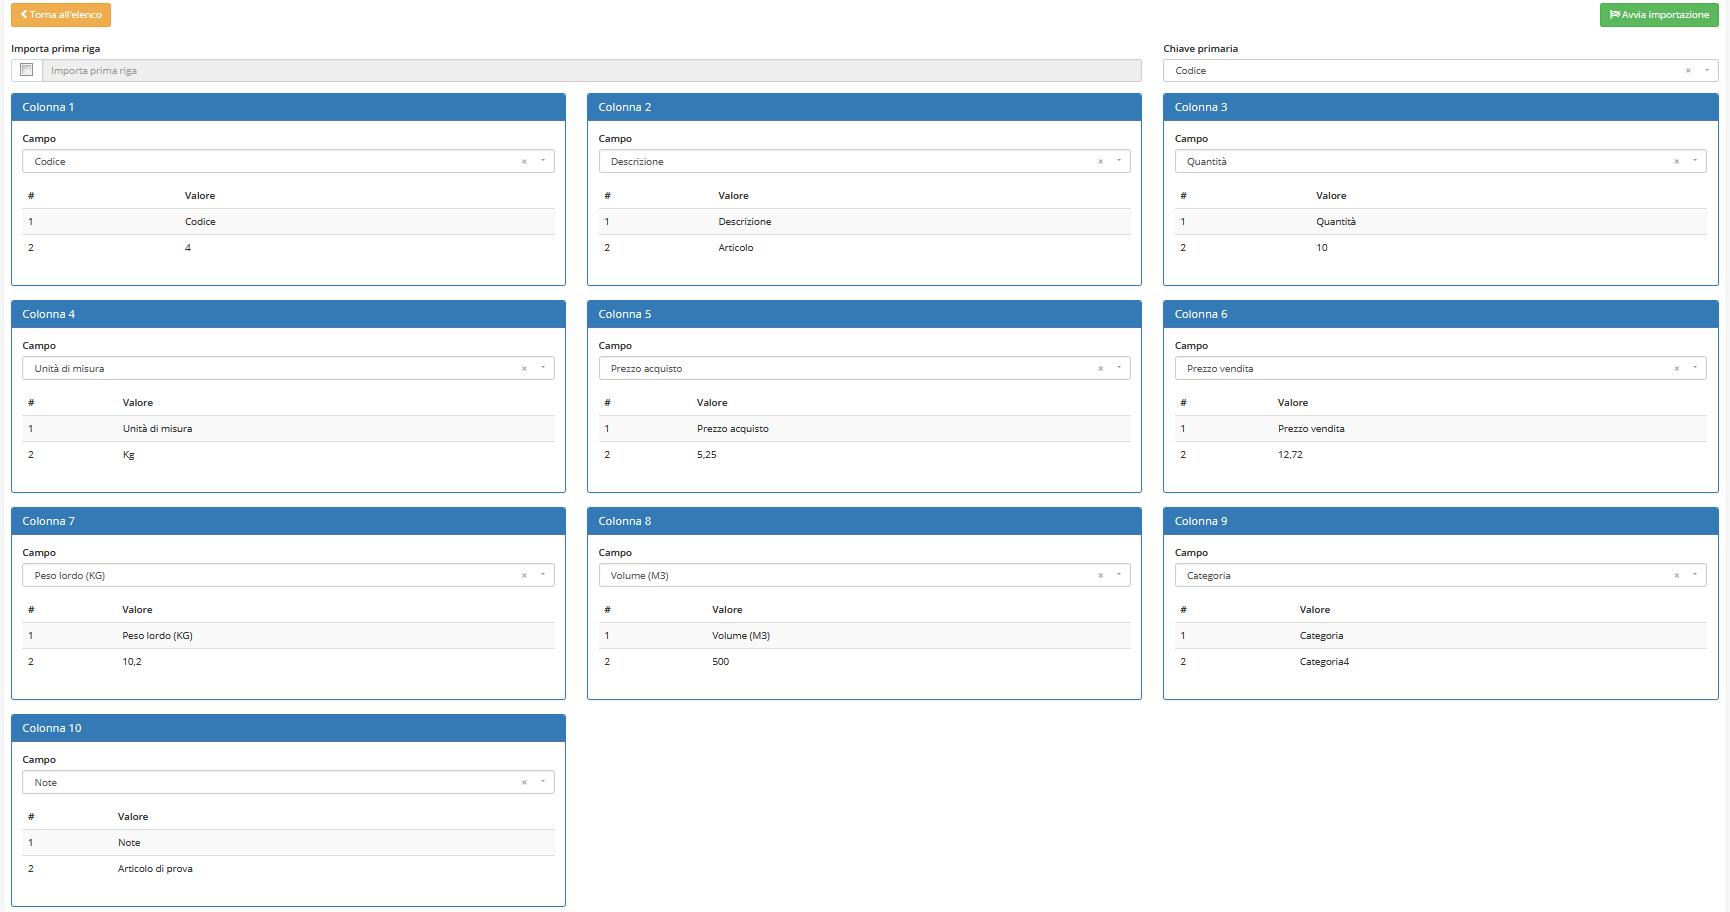 Torna all'elenco
Avvia importazione
Importa prima riga
Chiave primaria
Importa prima riga
Codice × 
Colonna 1
Campo
Codice ×
# Valore
1 Codice
2 4
Colonna 2
Campo
Descrizione ×
# Valore
1 Descrizione
2 Articolo
Colonna 3
Campo
Quantità ×
# Valore
1 Quantità
2 10
Colonna 4
Campo
Unità di misura ×
# Valore
1 Unità di misura
2 Kg
Colonna 5
Campo
Prezzo acquisto ×
# Valore
1 Prezzo acquisto
2 5,25
Colonna 6
Campo
Prezzo vendita ×
# Valore
1 Prezzo vendita
2 12,72
Colonna 7
Campo
Peso lordo (KG) ×
# Valore
1 Peso lordo (KG)
2 10,2
Colonna 8
Campo
Volume (M3) ×
# Valore
1 Volume (M3)
2 500
Colonna 9
Campo
Categoria ×
# Valore
1 Categoria
2 Categoria4
Colonna 10
Campo
Note ×
# Valore
1 Note
2 Articolo di prova